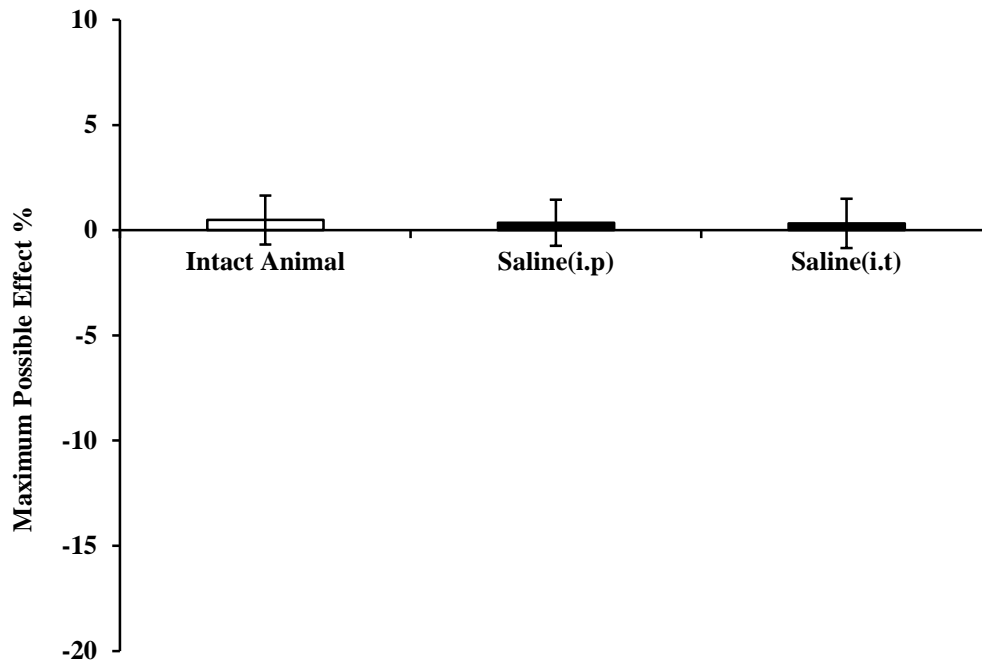 10
5
0
-5
-10
-15
-20
Maximum Possible Effect %
Intact Animal
Saline(i.p)
Saline(i.t)